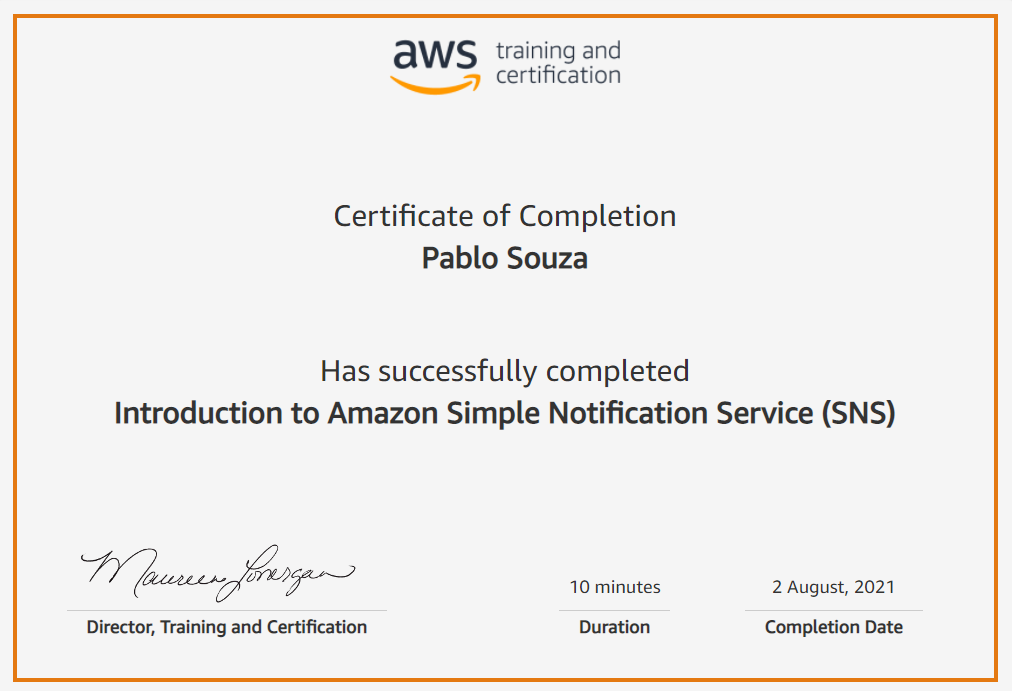 aws training and
certification
Certificate of Completion
Pablo Souza
Has successfully completed
Introduction to Amazon Simple Notification Service (SNS)
Maureen Lonergan
10 minutes
2 August, 2021
Director, Training and Certification
Duration
Completion Date